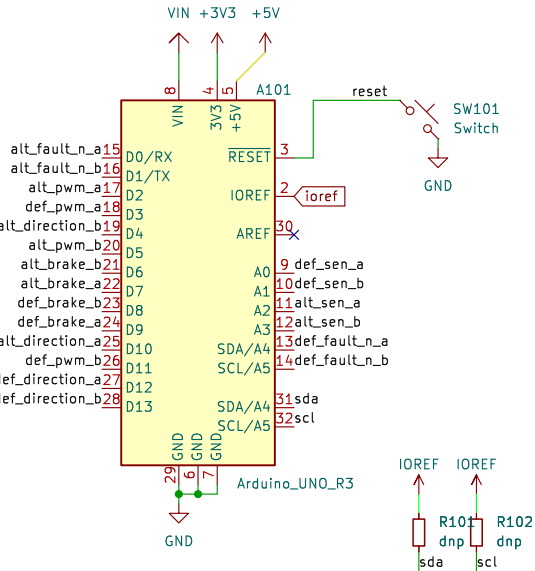 VIN +3V3 +5V
8 4 5 A101
VIN 3V3 +5V
reset
SW101
Switch
GND
alt_fault_n_a 15 D0/RX RESET 3
alt_fault_n_b 16 D1/TX
alt_pwm_a 17 D2 IOREF 2 ioref
def_pwm_a 18 D3
alt_direction_b 19 D4 AREF 30
alt_pwm_b 20 D5
alt_brake_b 21 D6 A0 9 def_sen_a
alt_brake_a 22 D7 A1 10 def_sen_b
def_brake_b 23 D8 A2 11 alt_sen_a
def_brake_a 24 D9 A3 12 alt_sen_b
alt_direction_a 25 D10 SDA/A4 13 def_fault_n_a
def_pwm_b 26 D11 SCL/A5 14 def_fault_n_b
def_direction_a 27 D12
def_direction_b 28 D13 SDA/A4 31 sda
SCL/A5 32 scl
GND GND GND
29 6 7 Arduino_UNO_R3
GND
IOREF IOREF
R101 R102
dnp dnp
sda scl